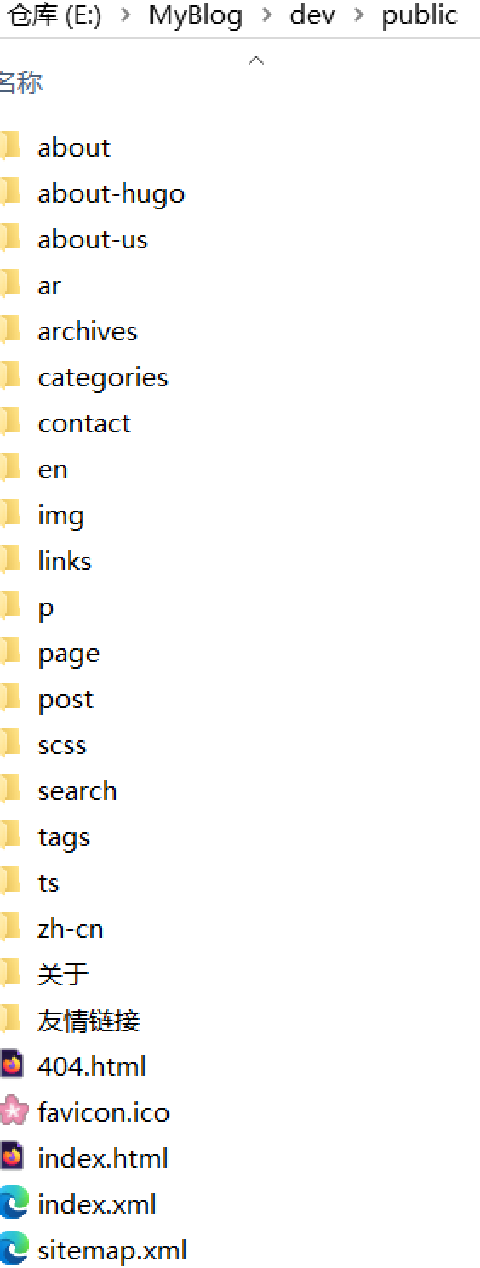 仓库 (E:) > MyBlog > dev > public
名称
about
about-hugo
about-us
ar
archives
categories
contact
en
img
links
p
page
post
scss
search
tags
ts
zh-cn
关于
友情链接
404.html
favicon.ico
index.html
index.xml
sitemap.xml